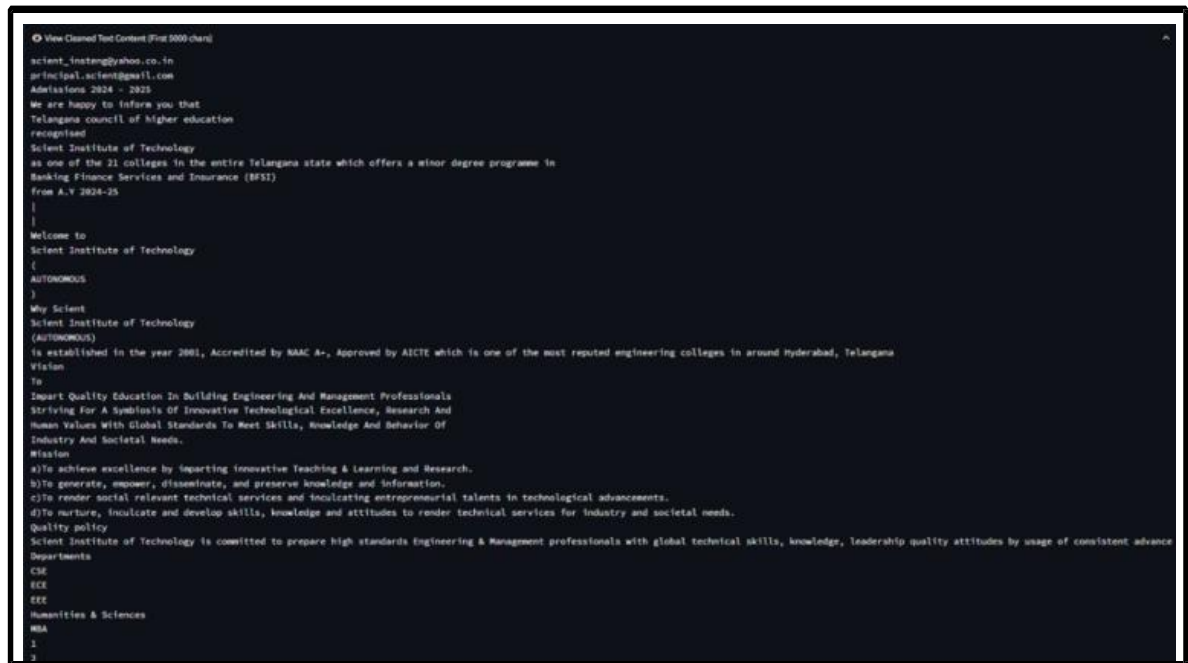 View Cleaned Text Content (First 5000 chars)
scient_insteng@yahoo.co.in
principal.scient@gmail.com
Admissions 2024 - 2025
We are happy to inform you that
Telangana council of higher education
recognised
Scient Institute of Technology
as one of the 21 colleges in the entire Telangana state which offers a minor degree programme in
Banking Finance Services and Insurance (BFSI)
from A.Y 2024-25
|
|
Welcome to
Scient Institute of Technology
(
AUTONOMOUS
)
Why Scient
Scient Institute of Technology
(AUTONOMOUS)
is established in the year 2001, Accredited by NAAC A+, Approved by AICTE which is one of the most reputed engineering colleges in around Hyderabad, Telangana
Vision
To
Impart Quality Education In Building Engineering And Management Professionals
Striving For A Symbiosis Of Innovative Technological Excellence, Research And
Human Values With Global Standards To Meet Skills, Knowledge And Behavior Of
Industry And Societal Needs.
Mission
a)To achieve excellence by imparting innovative Teaching & Learning and Research.
b)To generate, empower, disseminate, and preserve knowledge and information.
c)To render social relevant technical services and inculcating entrepreneurial talents in technological advancements.
d)To nurture, inculcate and develop skills, knowledge and attitudes to render technical services for industry and societal needs.
Quality policy
Scient Institute of Technology is committed to prepare high standards Engineering & Management professionals with global technical skills, knowledge, leadership quality attitudes by usage of consistent advance
Departments
CSE
ECE
EEE
Humanities & Sciences
MBA
1